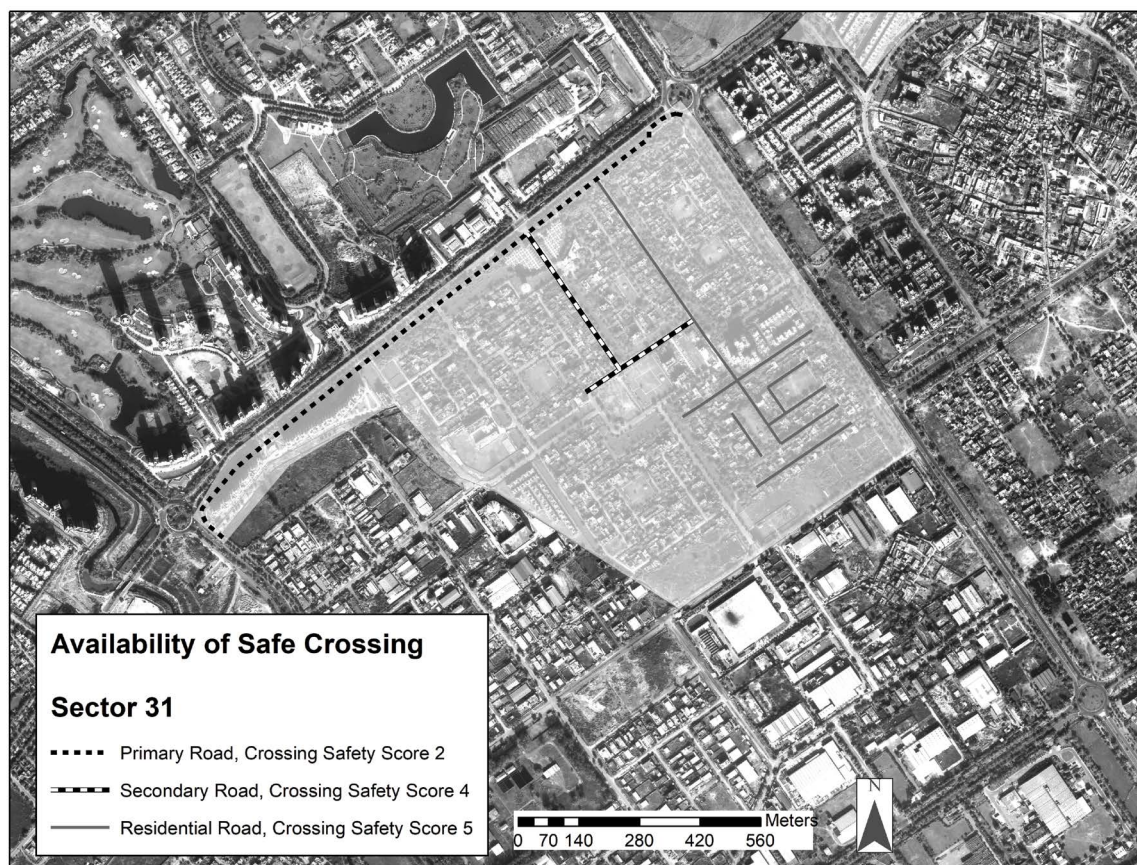 Availability of Safe Crossing
Sector 31
Primary Road, Crossing Safety Score 2
Secondary Road, Crossing Safety Score 4
Residential Road, Crossing Safety Score 5
N
Meters
0 70 140 280 420 560